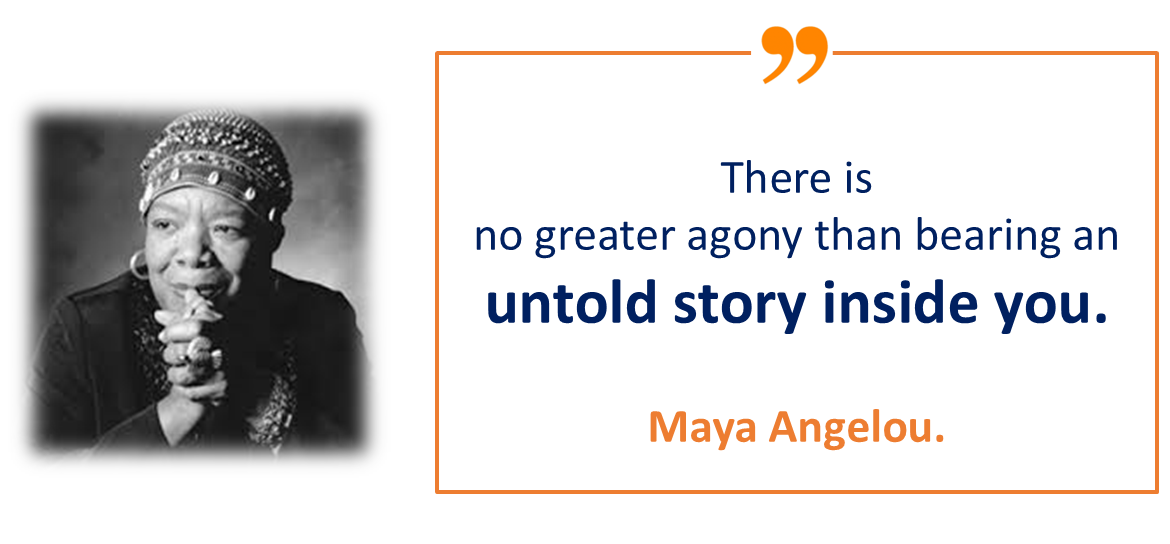 ”
There is
no greater agony than bearing an
untold story inside you.
Maya Angelou.